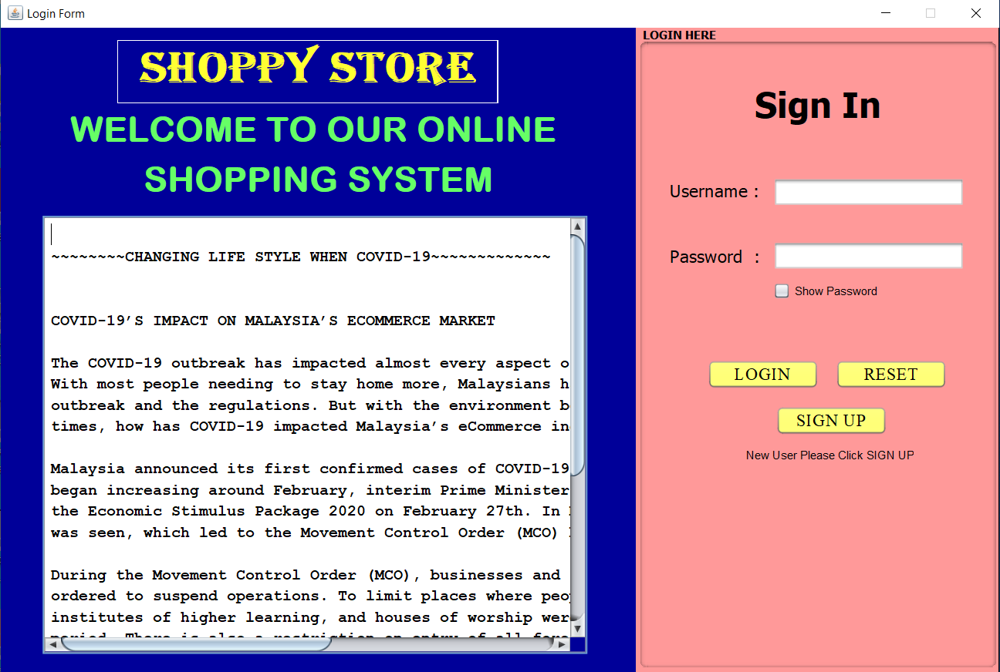 Login Form
SHOPPY STORE
WELCOME TO OUR ONLINE
SHOPPING SYSTEM
~~~~~~~~CHANGING LIFE STYLE WHEN COVID-19~~~~~~~~~~~~~
COVID-19’S IMPACT ON MALAYSIA’S ECOMMERCE MARKET
The COVID-19 outbreak has impacted almost every aspect o
With most people needing to stay home more, Malaysians h
outbreak and the regulations. But with the environment b
times, how has COVID-19 impacted Malaysia’s eCommerce in
Malaysia announced its first confirmed cases of COVID-19
began increasing around February, interim Prime Minister
the Economic Stimulus Package 2020 on February 27th. In
was seen, which led to the Movement Control Order (MCO)
During the Movement Control Order (MCO), businesses and
ordered to suspend operations. To limit places where peo
institutes of higher learning, and houses of worship wer
period. There is also a restriction on entry of all fore
LOGIN HERE
Sign In
Username :
Password :
Show Password
LOGIN RESET
SIGN UP
New User Please Click SIGN UP